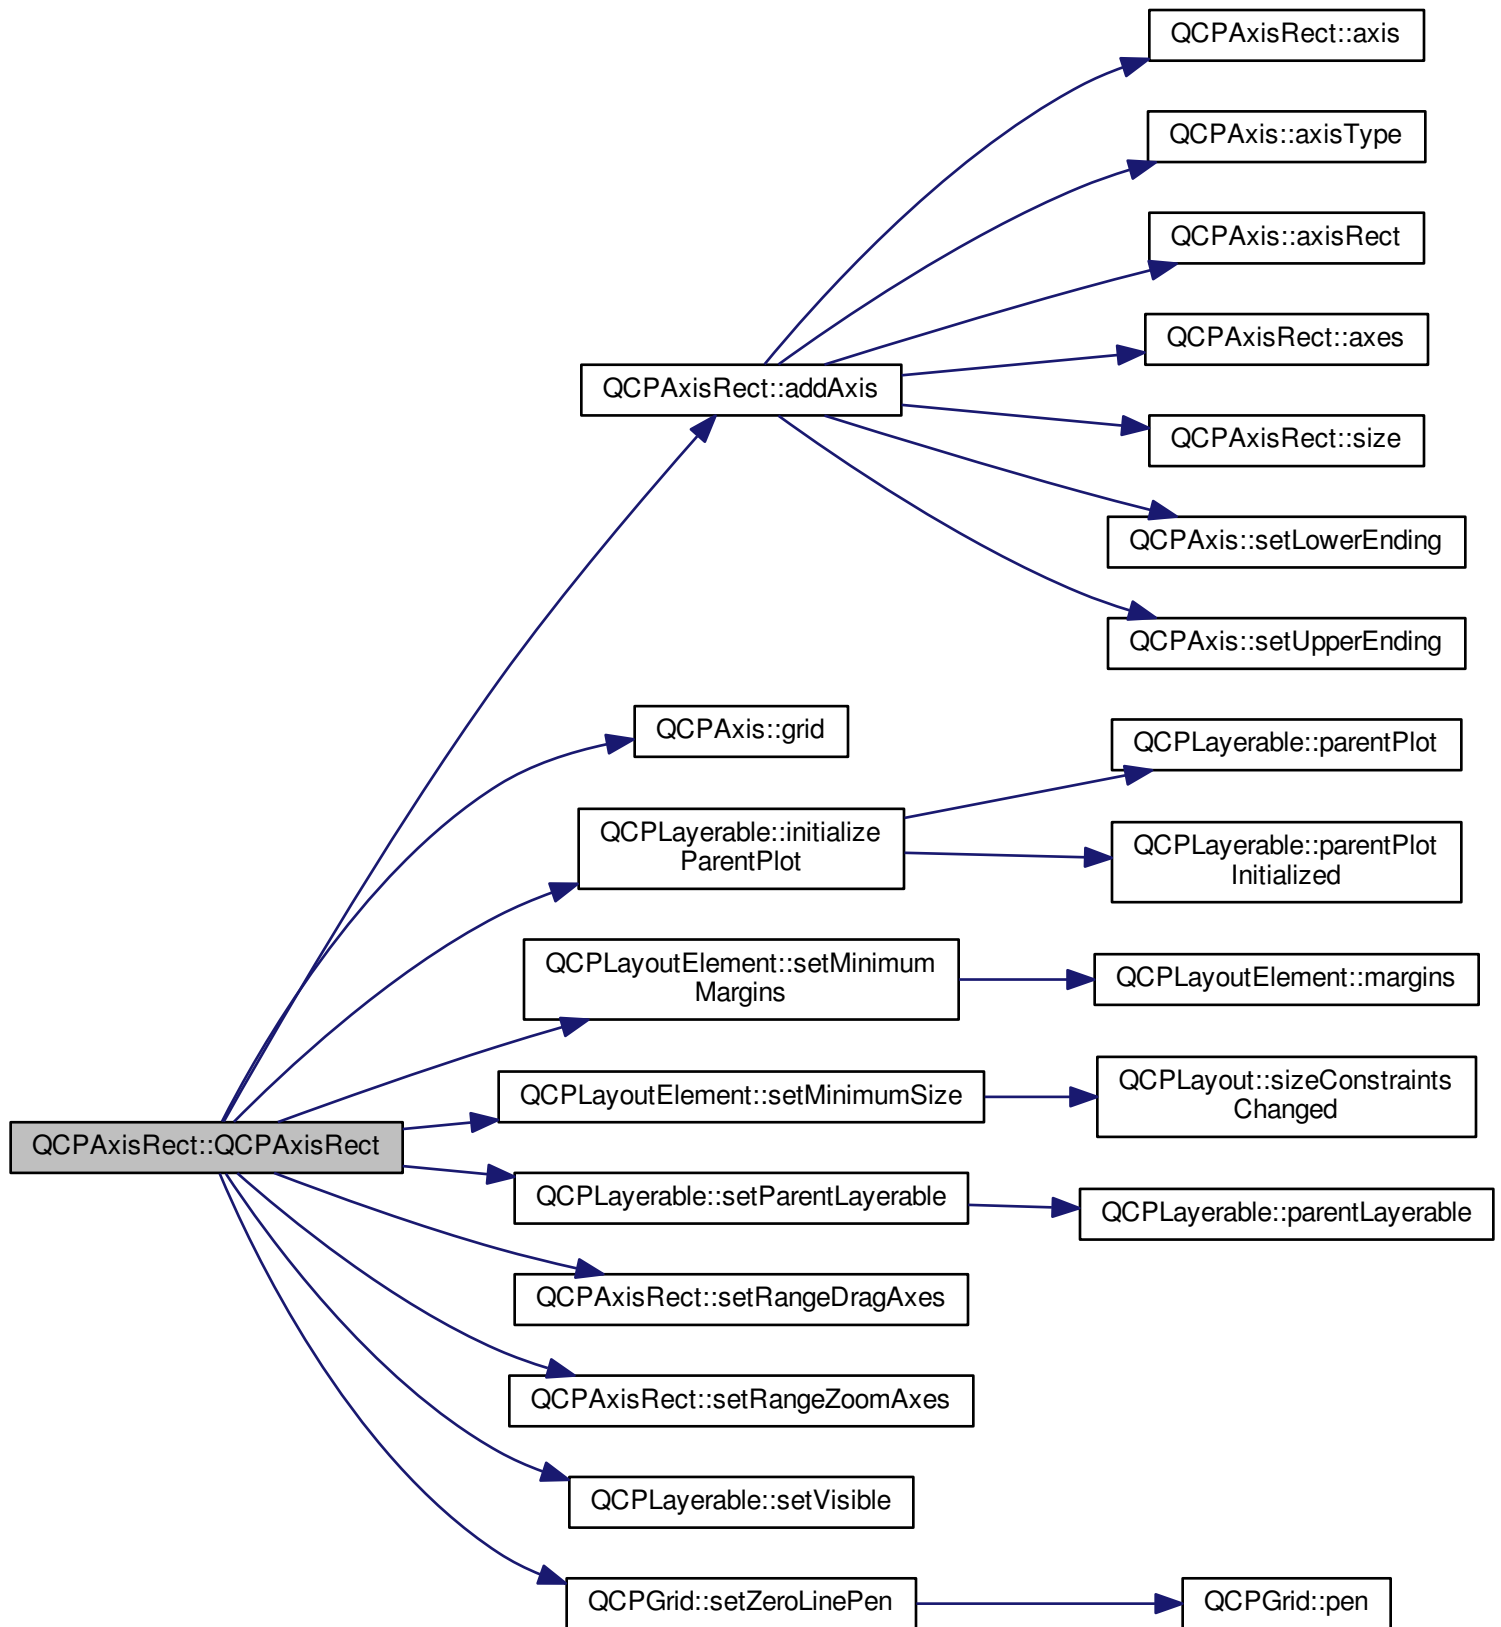 QCPAxisRect::axis
QCPAxis::axisType
QCPAxis::axisRect
QCPAxisRect::axes
QCPAxisRect::addAxis
QCPAxisRect::size
QCPAxis::setLowerEnding
QCPAxis::setUpperEnding
QCPAxis::grid
QCPLayerable::parentPlot
QCPLayerable::initialize
ParentPlot
QCPLayerable::parentPlot
Initialized
QCPLayoutElement::setMinimum
Margins
QCPLayoutElement::margins
QCPLayoutElement::setMinimumSize
QCPLayout::sizeConstraints
Changed
QCPAxisRect::QCPAxisRect
QCPLayerable::setParentLayerable
QCPLayerable::parentLayerable
QCPAxisRect::setRangeDragAxes
QCPAxisRect::setRangeZoomAxes
QCPLayerable::setVisible
QCPGrid::setZeroLinePen
QCPGrid::pen